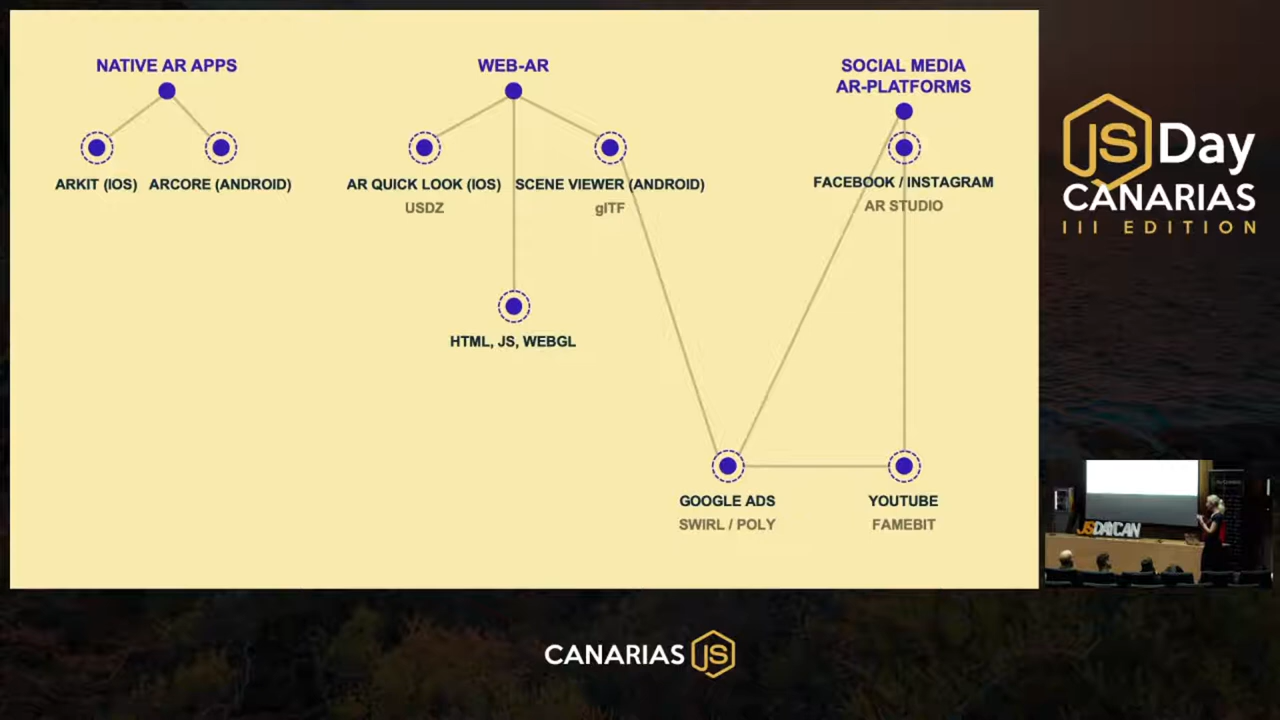 NATIVE AR APPS
WEB-AR
SOCIAL MEDIA
AR-PLATFORMS
ARKIT (IOS)
ARCORE (ANDROID)
AR QUICK LOOK (IOS)
USDZ
SCENE VIEWER (ANDROID)
glTF
FACEBOOK / INSTAGRAM
AR STUDIO
HTML, JS, WEBGL
GOOGLE ADS
SWIRL / POLY
YOUTUBE
FAMEBIT
JS Day
CANARIAS
III EDITION
JSDAYCAN
CANARIAS JS